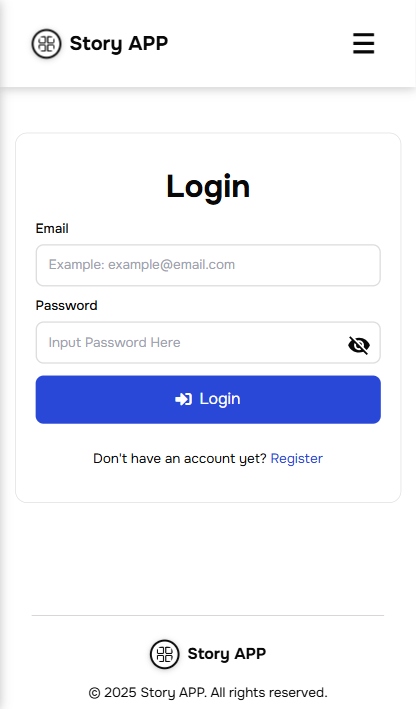 Story APP
Login
Email
Example: example@email.com
Password
Input Password Here
Login
Don't have an account yet? Register
Story APP
© 2025 Story APP. All rights reserved.